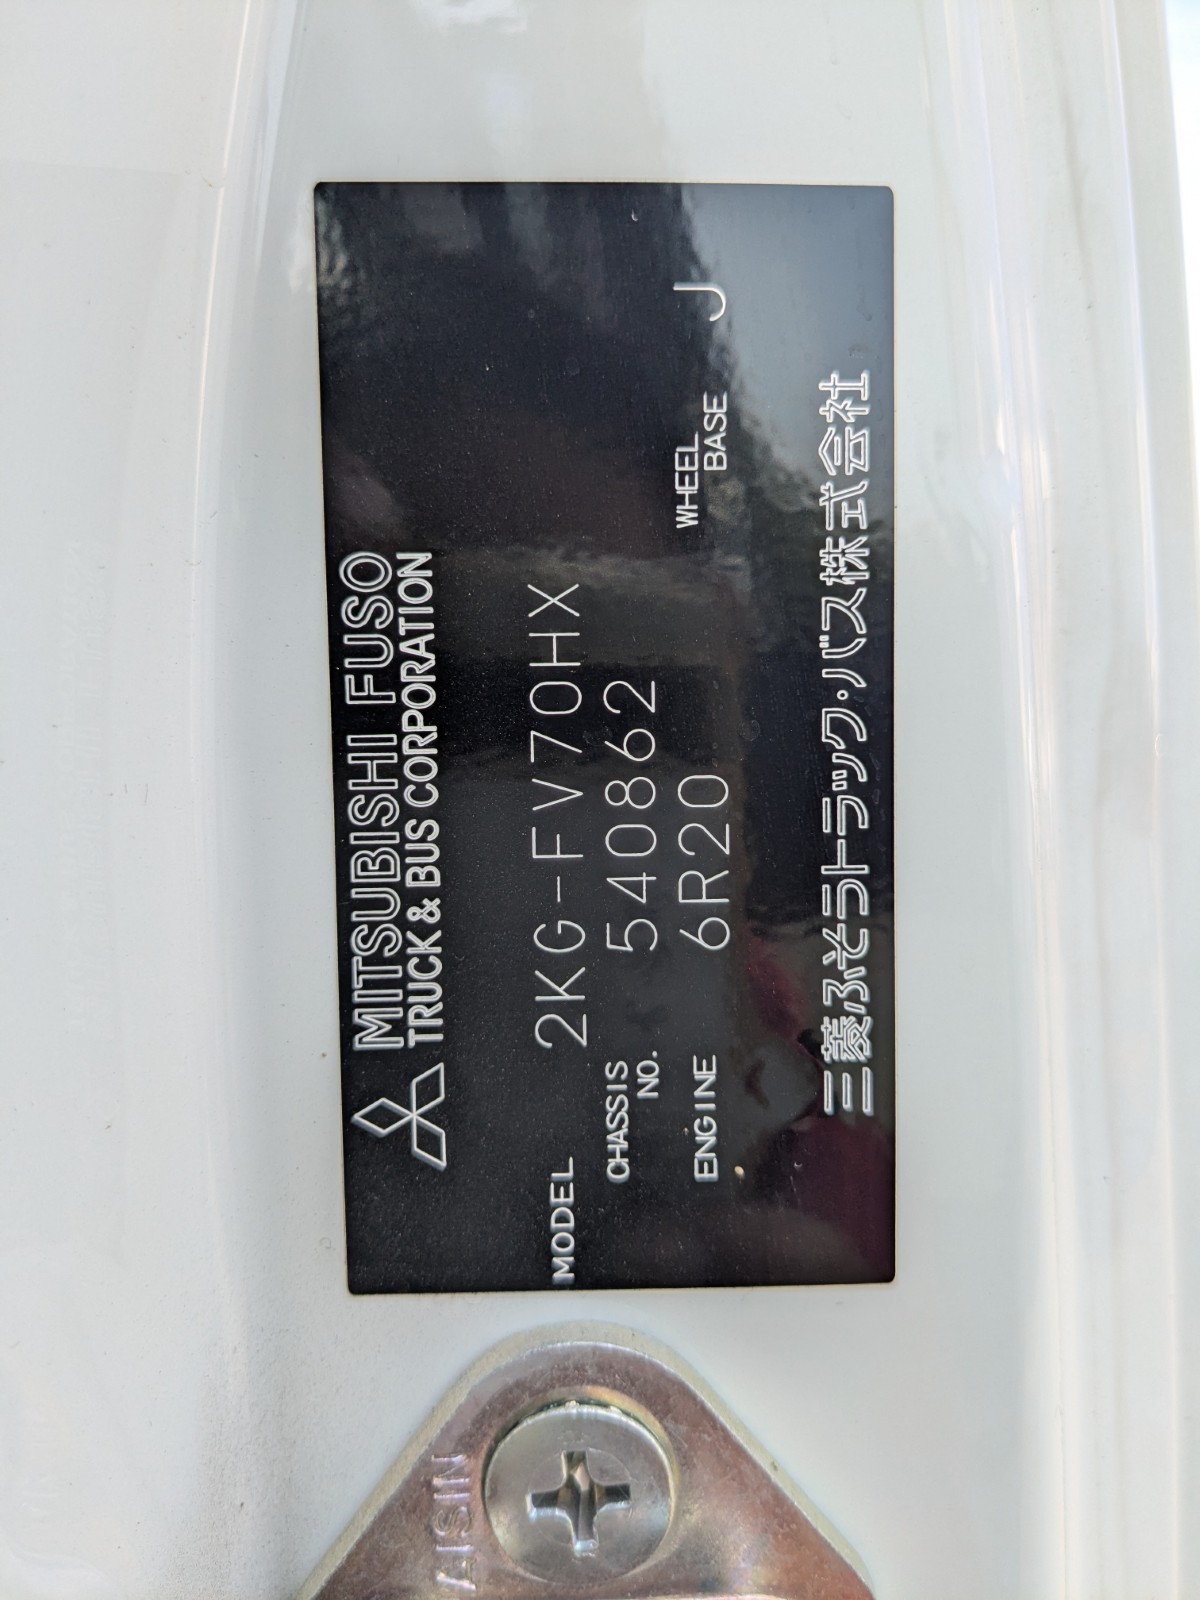 MITSUBISHI FUSO
TRUCK & BUS CORPORATION
MODEL 2KG-FV70HX
CHASSIS NO. 540862
ENGINE 6R20 WHEEL BASE J
三菱ふそうトラック・バス株式会社
AISIN